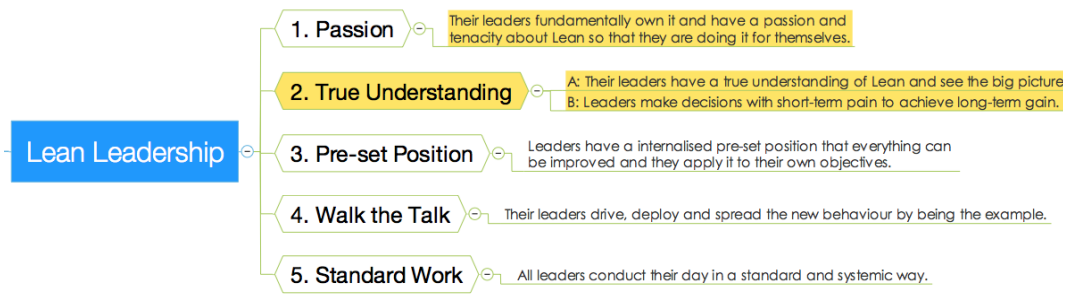 Lean Leadership
1. Passion
Their leaders fundamentally own it and have a passion and
tenacity about Lean so that they are doing it for themselves.
2. True Understanding
A: Their leaders have a true understanding of Lean and see the big picture
B: Leaders make decisions with short-term pain to achieve long-term gain.
3. Pre-set Position
Leaders have a internalised pre-set position that everything can
be improved and they apply it to their own objectives.
4. Walk the Talk
Their leaders drive, deploy and spread the new behaviour by being the example.
5. Standard Work
All leaders conduct their day in a standard and systemic way.